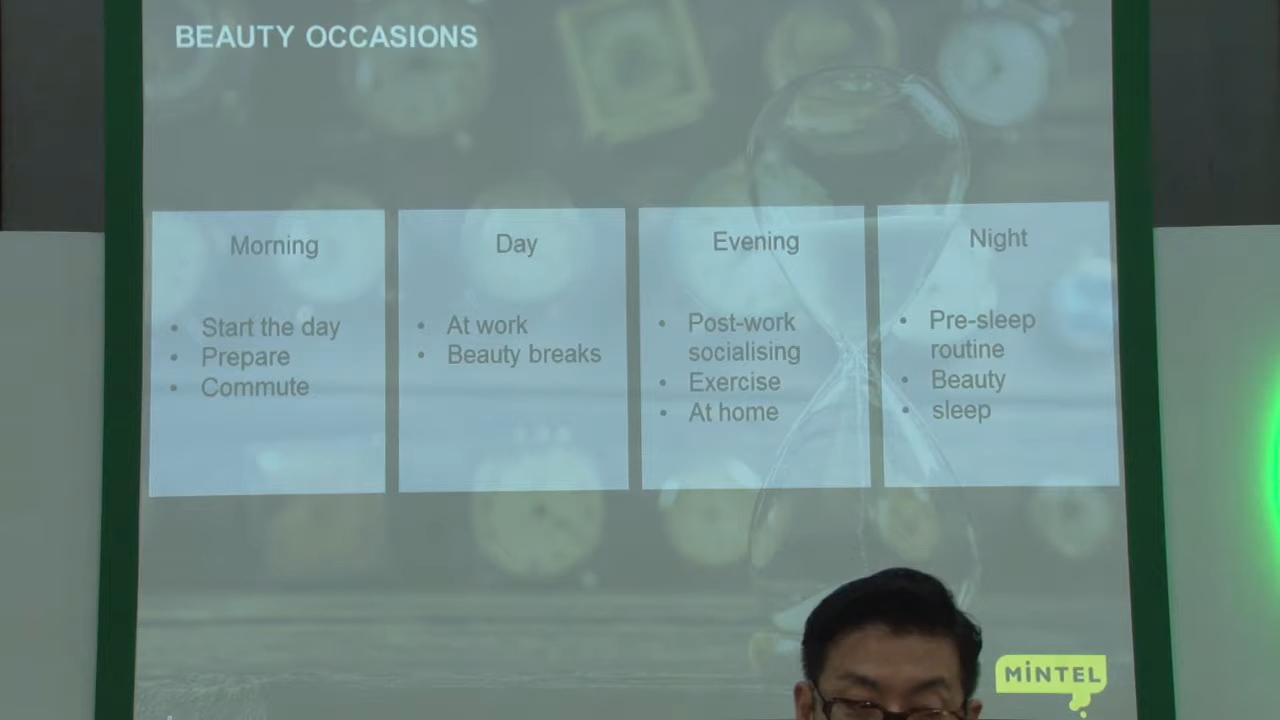 BEAUTY OCCASIONS
Morning
• Start the day
• Prepare
• Commute
Day
• At work
• Beauty breaks
Evening
• Post-work
socialising
• Exercise
• At home
Night
• Pre-sleep
routine
• Beauty
• sleep
MiNTEL